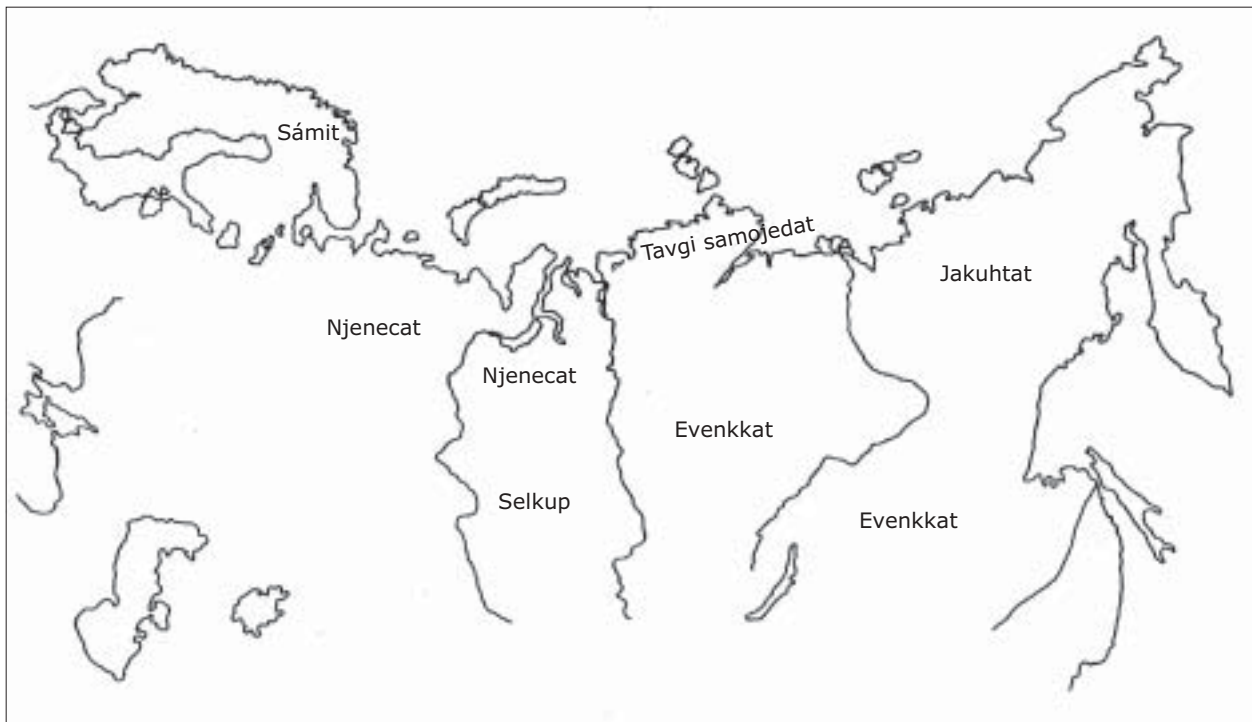 Sámit
Tavgi samojedat
Jakuhtat
Njenecat
Njenecat
Evenkkat
Selkup
Evenkkat